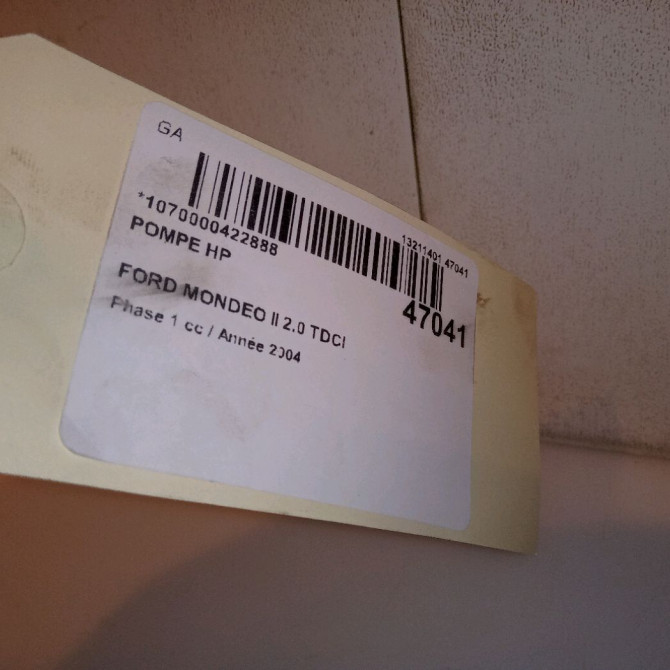 GA
*1070000422888
13211401 47041
POMPE HP
47041
FORD MONDEO II 2.0 TDCI
Phase 1 cc / Année 2004